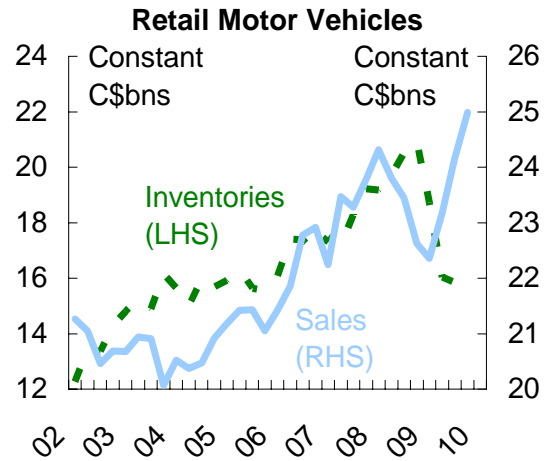 Retail Motor Vehicles
24
22
20
18
16
14
12
Constant
C$bns
Constant
C$bns
26
25
24
23
22
21
20
Inventories
(LHS)
Sales
(RHS)
02 03 04 05 06 07 08 09 10